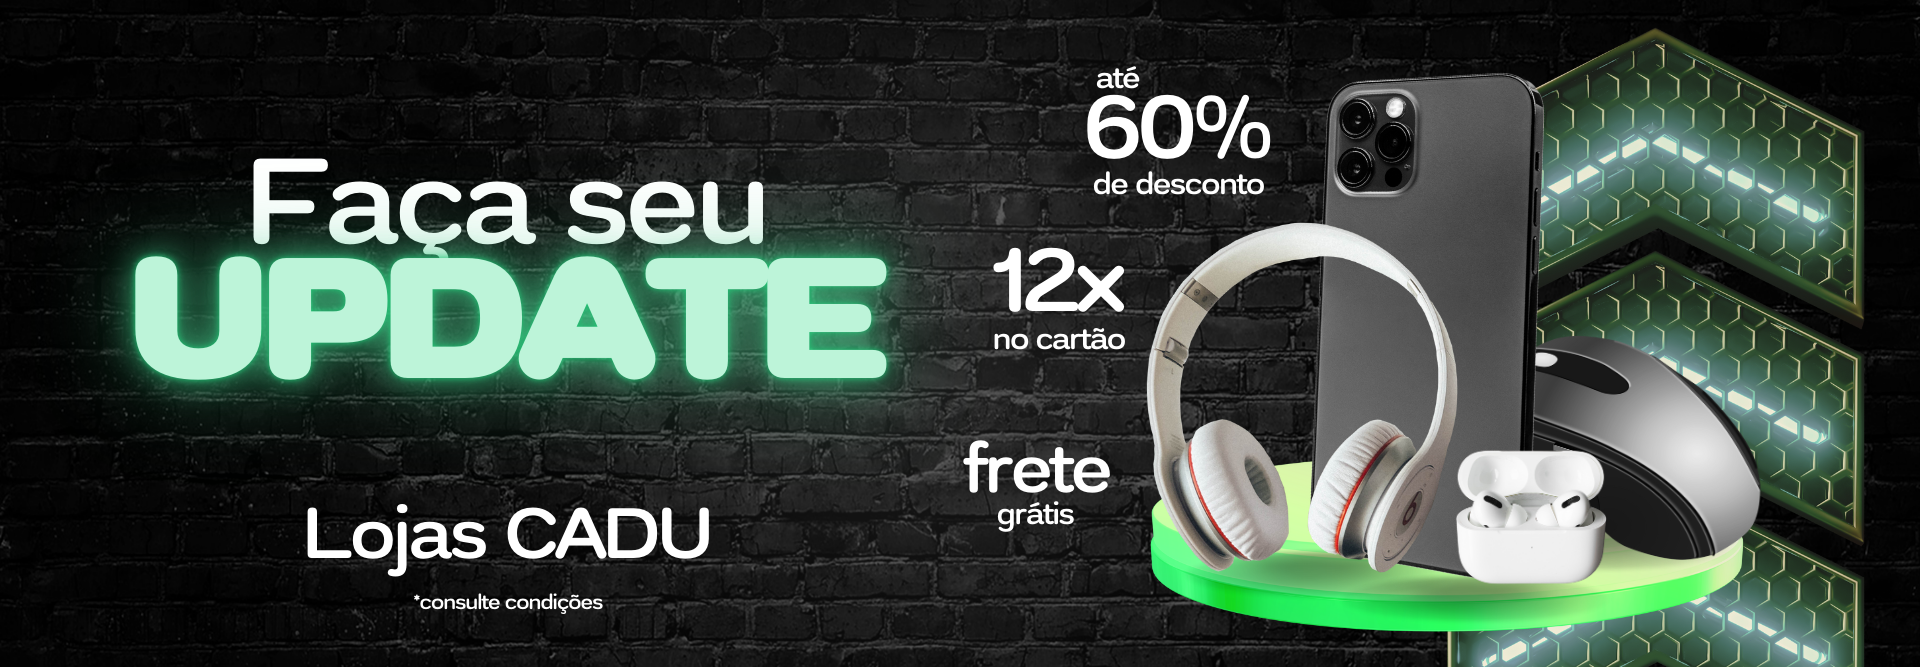 Faça seu
UPDATE
Lojas CADU
*consulte condições
até
60%
de desconto
12x
no cartão
frete
grátis